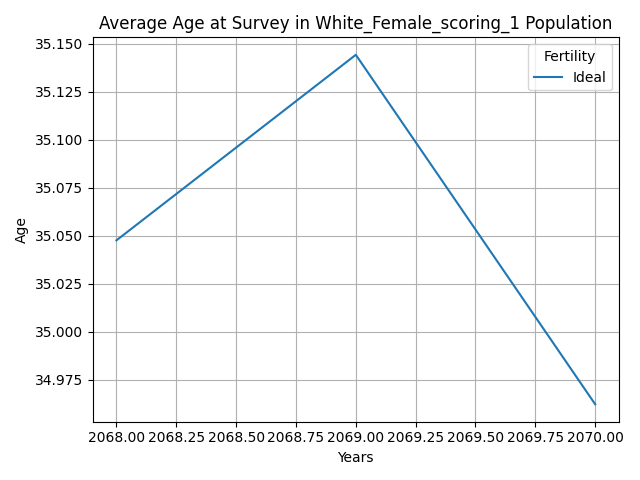 Average Age at Survey in White_Female_scoring_1 Population
35.150
35.125
35.100
35.075
35.050
35.025
35.000
34.975
Age
Fertility
Ideal
2068.00 2068.25 2068.50 2068.75 2069.00 2069.25 2069.50 2069.75 2070.00
Years